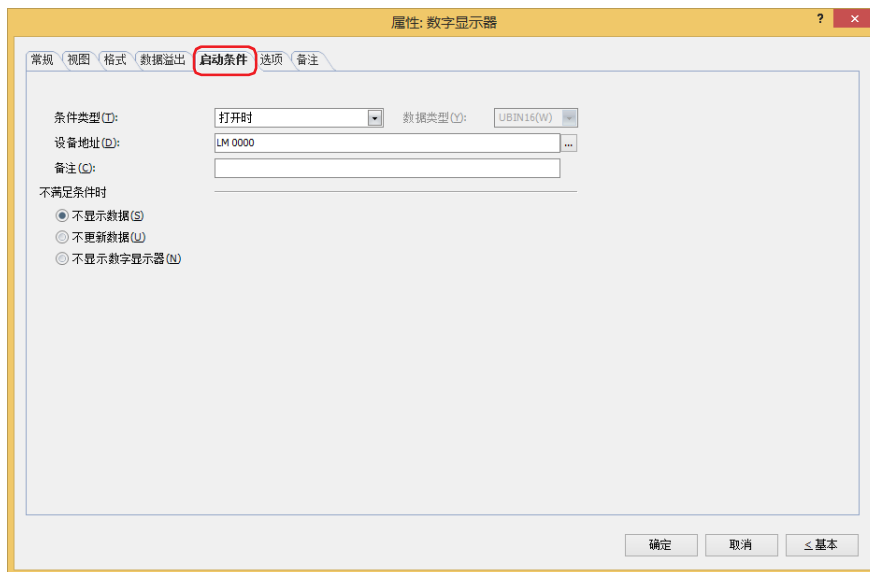 属性: 数字显示器 ? ×
常规 视图 格式 数据溢出 启动条件 选项 备注
条件类型(T): 打开时 数据类型(Y): UBIN16(W)
设备地址(D): LM 0000 ...
备注(C):
不满足条件时
不显示数据(S)
不更新数据(U)
不显示数字显示器(N)
确定 取消 ≤基本